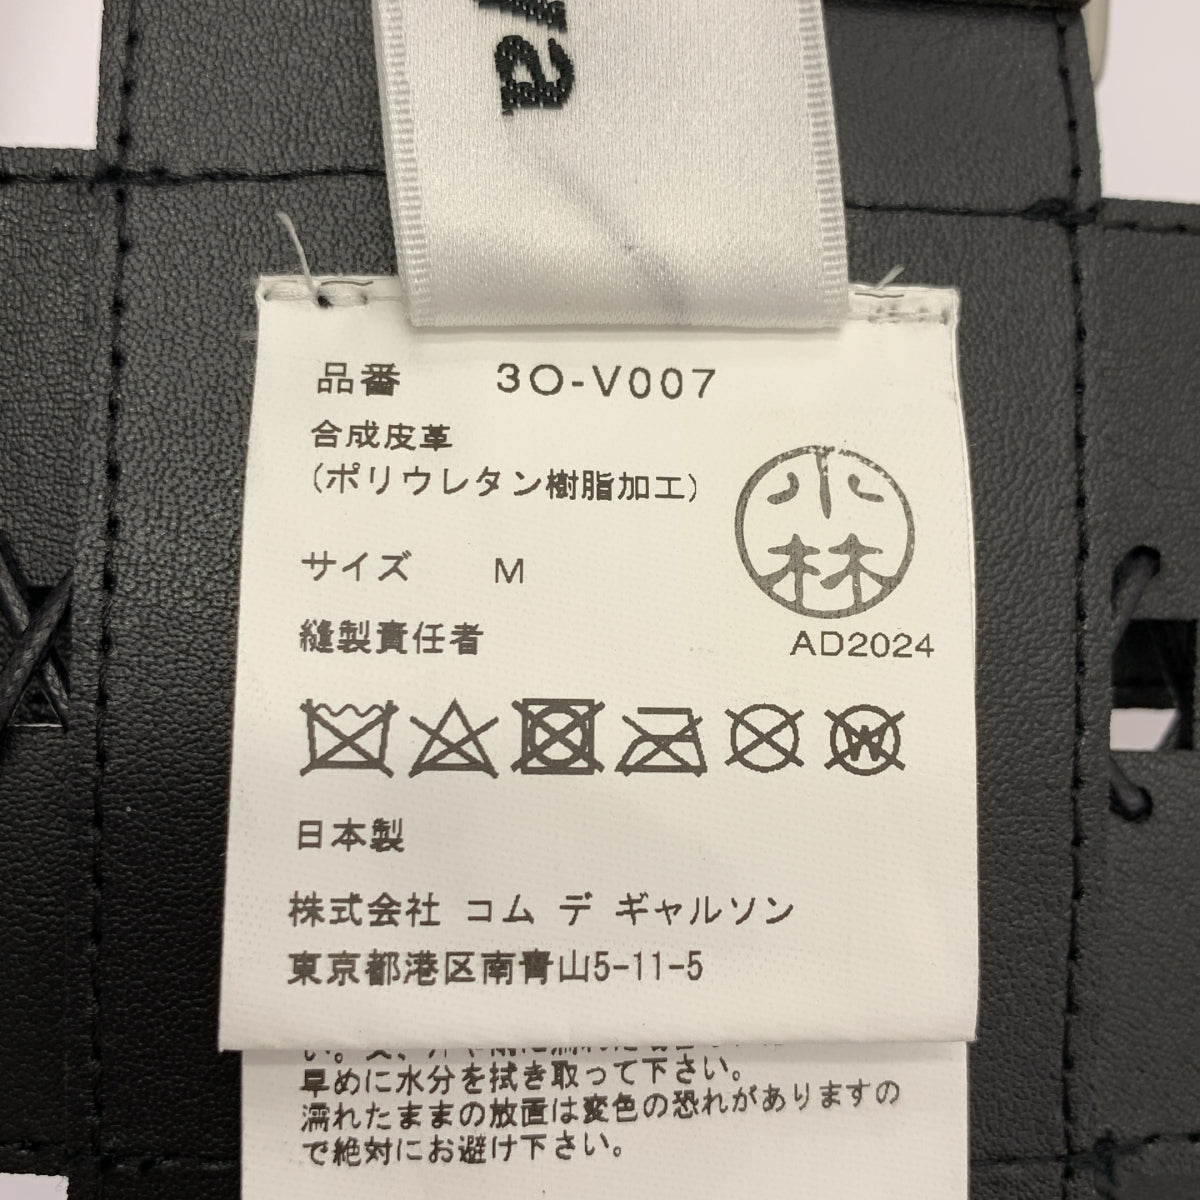 va
品番 3O-V007
合成皮革
(ポリウレタン樹脂加工)
小林
サイズ M
縫製責任者
AD2024
W
日本製
株式会社 コム デ ギャルソン
東京都港区南青山5-11-5
早めに水分を拭き取って下さい。
濡れたままの放置は変色の恐れがありますの
で絶対にお避け下さい。